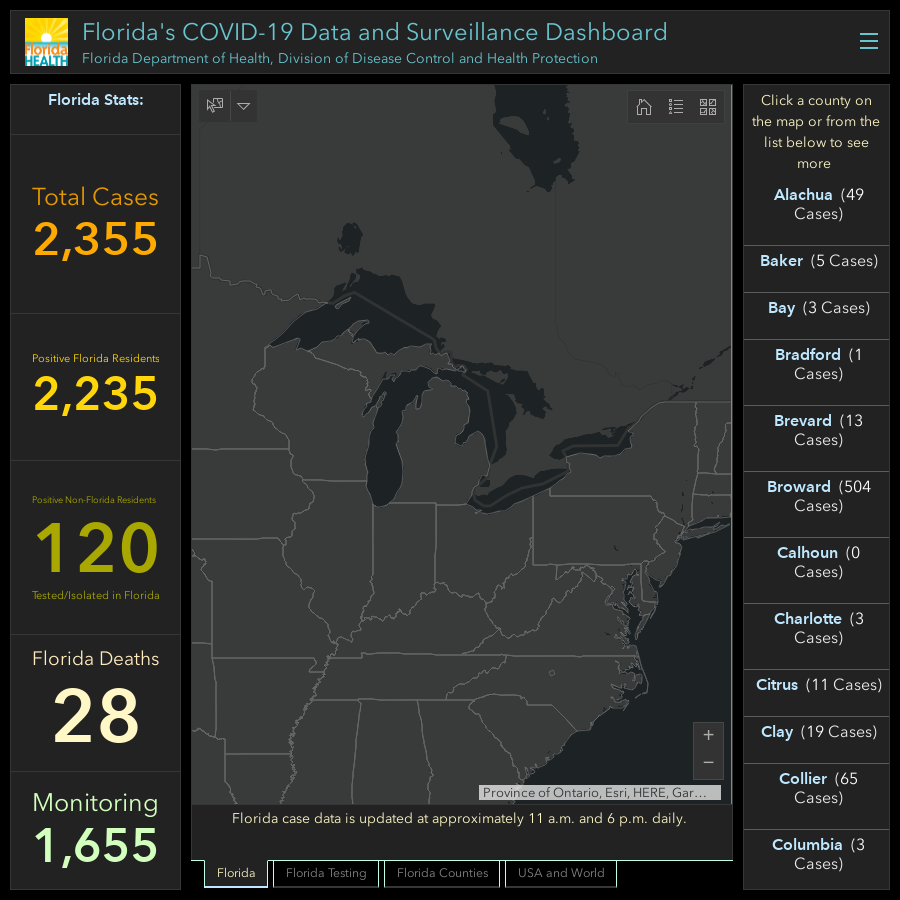 Florida
HEALTH
Florida's COVID-19 Data and Surveillance Dashboard
Florida Department of Health, Division of Disease Control and Health Protection
Florida Stats:
Total Cases
2,355
Positive Florida Residents
2,235
Positive Non-Florida Residents
120
Tested/Isolated in Florida
Florida Deaths
28
Monitoring
1,655
Province of Ontario, Esri, HERE, Gar...
Florida case data is updated at approximately 11 a.m. and 6 p.m. daily.
Florida
Florida Testing
Florida Counties
USA and World
Click a county on
the map or from the
list below to see
more
Alachua (49
Cases)
Baker (5 Cases)
Bay (3 Cases)
Bradford (1
Cases)
Brevard (13
Cases)
Broward (504
Cases)
Calhoun (0
Cases)
Charlotte (3
Cases)
Citrus (11 Cases)
Clay (19 Cases)
Collier (65
Cases)
Columbia (3
Cases)